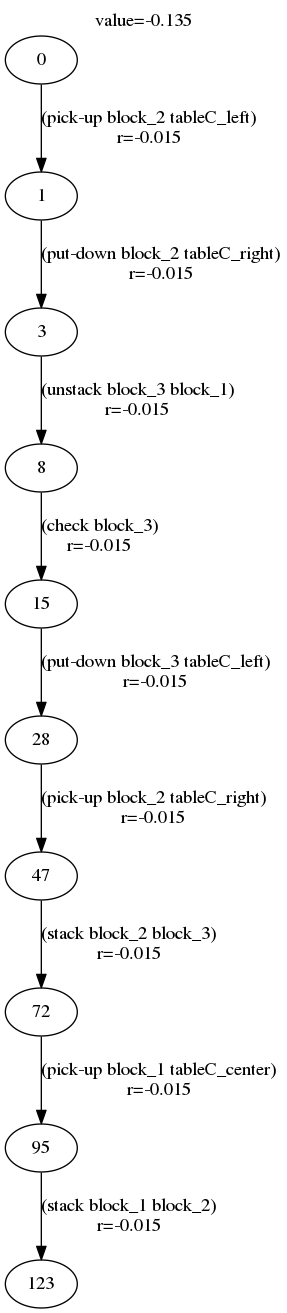 value=-0.135
0
(pick-up block_2 tableC_left)
r=-0.015
1
(put-down block_2 tableC_right)
r=-0.015
3
(unstack block_3 block_1)
r=-0.015
8
(check block_3)
r=-0.015
15
(put-down block_3 tableC_left)
r=-0.015
28
(pick-up block_2 tableC_right)
r=-0.015
47
(stack block_2 block_3)
r=-0.015
72
(pick-up block_1 tableC_center)
r=-0.015
95
(stack block_1 block_2)
r=-0.015
123